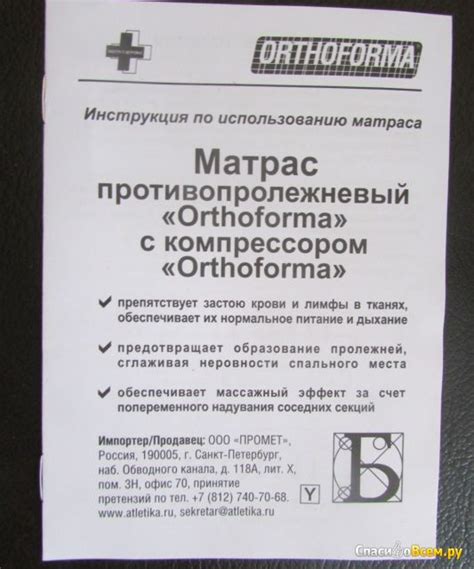 ORTHOFORMA
Инструкция по использованию матраса
Матрас
противопролежневый
«Orthoforma»
с компрессором
«Orthoforma»
препятствует застою крови и лимфы в тканях,
обеспечивает их нормальное питание и дыхание
предотвращает образование пролежней,
сглаживая неровности спального места
обеспечивает массажный эффект за счет
попеременного надувания соседних секций
Импортер/Продавец: ООО «ПРОМЕТ»,
Россия, 190005, г. Санкт-Петербург,
наб. Обводного канала, д. 118А, лит. Х,
пом. 3Н, офис 70, принятие
претензий по тел. +7 (812) 740-70-68.
www.atletika.ru, sekretar@atletika.ru
Y
Б
СпасибоВсем.ру